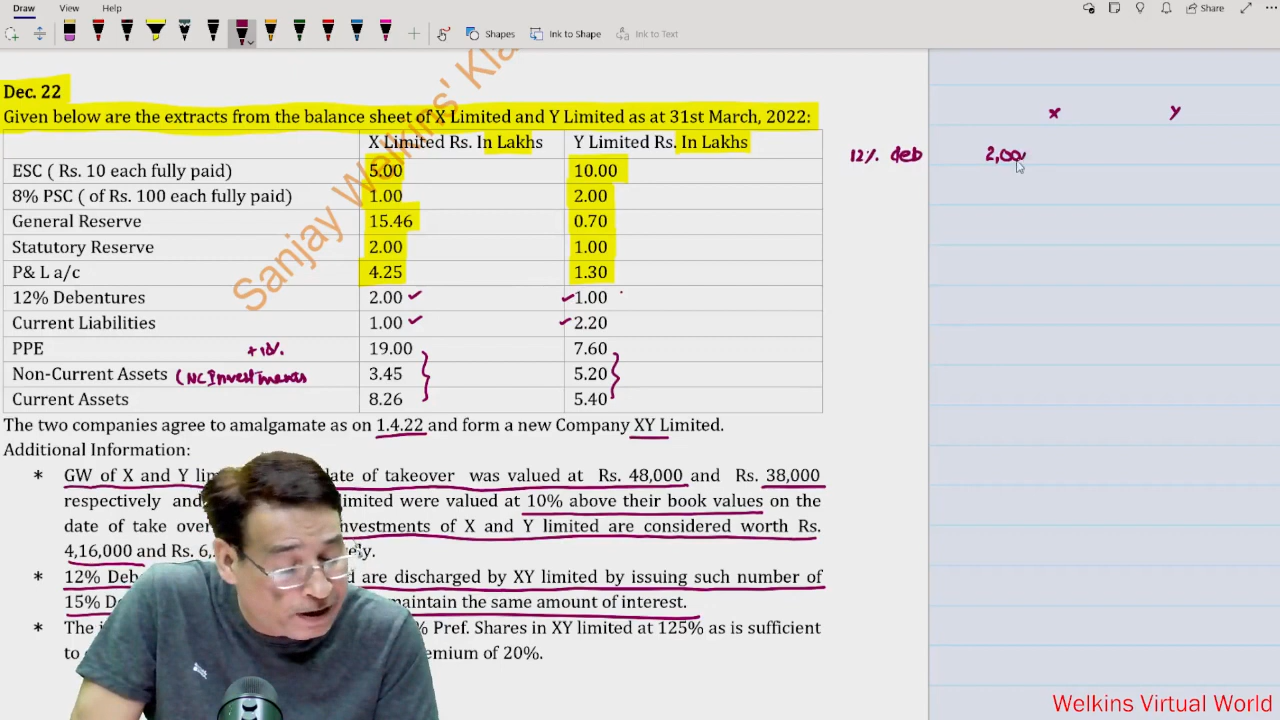 Draw View Help
Share
Shapes Ink to Shape Ink to Text
Dec. 22
Given below are the extracts from the balance sheet of X Limited and Y Limited as at 31st March, 2022:
X Limited Rs. In Lakhs Y Limited Rs. In Lakhs
ESC ( Rs. 10 each fully paid) 5.00 10.00
8% PSC ( of Rs. 100 each fully paid) 1.00 2.00
General Reserve 15.46 0.70
Statutory Reserve 2.00 1.00
P& L a/c 4.25 1.30
12% Debentures 2.00 1.00
Current Liabilities 1.00 2.20
PPE 19.00 7.60
Non-Current Assets (NC Investments 3.45 5.20
Current Assets 8.26 5.40
The two companies agree to amalgamate as on 1.4.22 and form a new Company XY Limited.
Additional Information:
* GW of X and Y date of takeover was valued at Rs. 48,000 and Rs. 38,000
respectively and limited were valued at 10% above their book values on the
date of take investments of X and Y limited are considered worth Rs.
4,16,000 and Rs.
* 12% are discharged by XY limited by issuing such number of
15% maintain the same amount of interest.
* The Pref. Shares in XY limited at 125% as is sufficient
to premium of 20%.
X Y
12% deb 2,00
Sanjay Welkins'
Welkins Virtual World